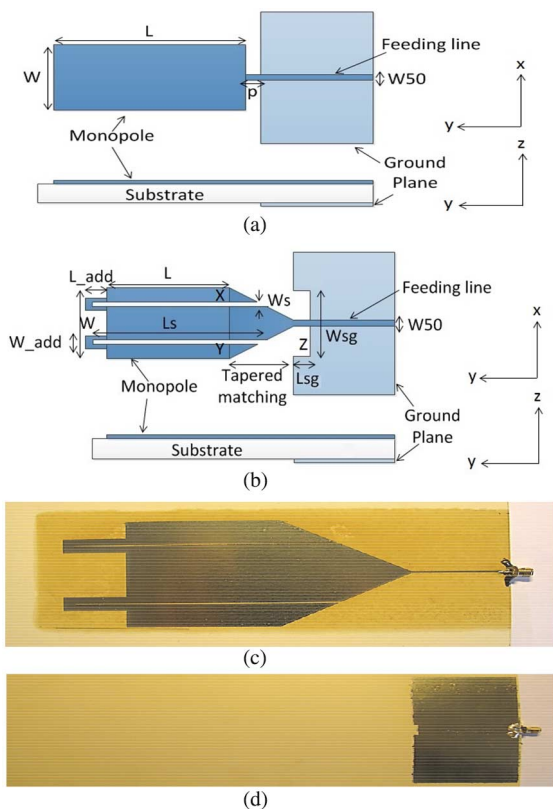 L
Feeding line
W
W50
p
x
y
Monopole
z
Ground
Plane
Substrate
y
(a)
L_add
L
X
Ws
Feeding line
W
Ls
W50
Wsg
W_add
Y
Z
x
Tapered
matching
Lsg
y
Monopole
z
Ground
Plane
Substrate
y
(b)
(c)
(d)